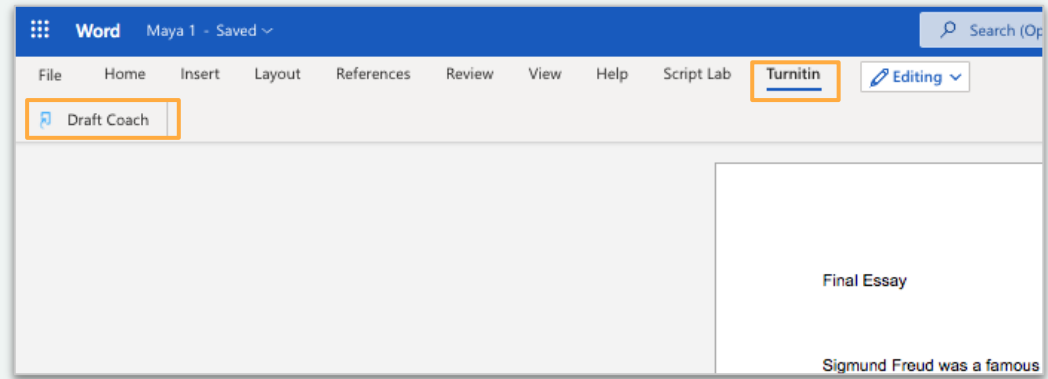 Word Maya 1 - Saved Search (Op
File Home Insert Layout References Review View Help Script Lab Turnitin Editing
Draft Coach
Final Essay
Sigmund Freud was a famous